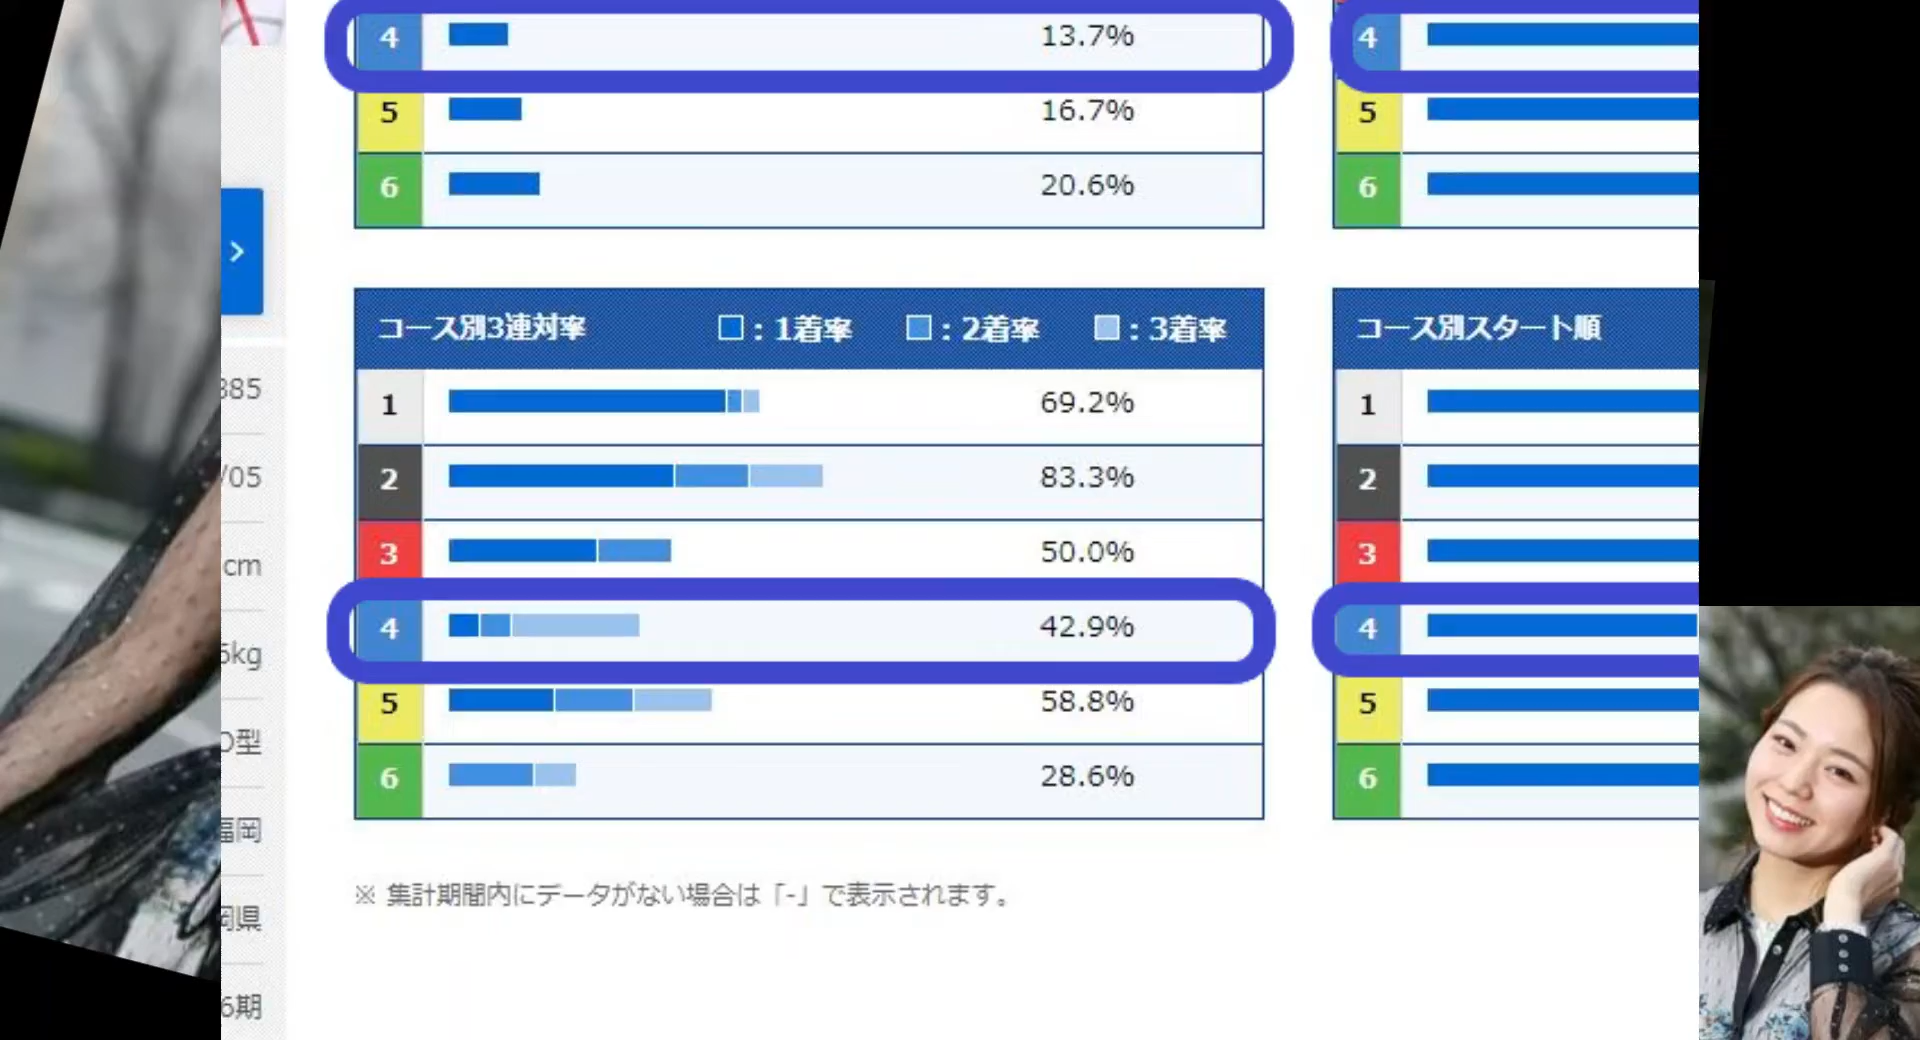 4 13.7% 4
5 16.7% 5
6 20.6% 6
>
コース別3連対率 :1着率 :2着率 :3着率 コース別スタート順
385
1 69.2% 1
/05
2 83.3% 2
cm
3 50.0% 3
4 42.9% 4
kg
5 58.8% 5
型
6 28.6% 6
福岡
※ 集計期間内にデータがない場合は「-」で表示されます。
岡県
6期